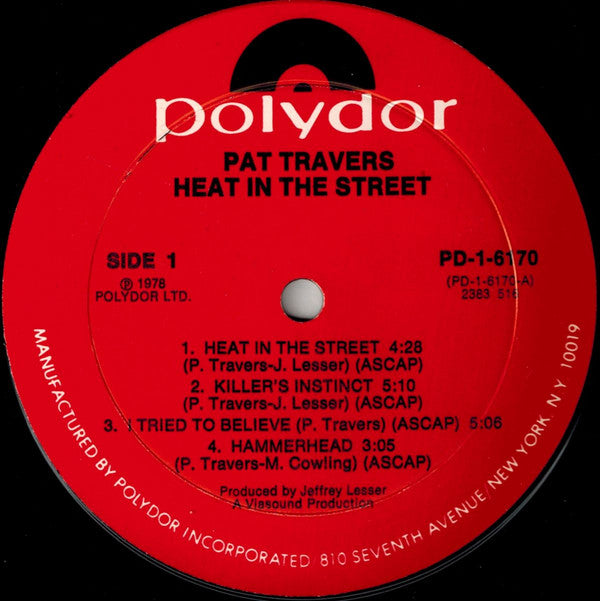 polydor
PAT TRAVERS
HEAT IN THE STREET
SIDE 1
℗ 1978
POLYDOR LTD.
PD-1-6170
(PD-1-6170-A)
2383 516
1. HEAT IN THE STREET 4:28
(P. Travers-J. Lesser) (ASCAP)
2. KILLER'S INSTINCT 5:10
(P. Travers-J. Lesser) (ASCAP)
3. I TRIED TO BELIEVE (P. Travers) (ASCAP) 5:06
4. HAMMERHEAD 3:05
(P. Travers-M. Cowling) (ASCAP)
Produced by Jeffrey Lesser
A Viasound Production
MANUFACTURED BY POLYDOR INCORPORATED 810 SEVENTH AVENUE, NEW YORK, N Y 10019